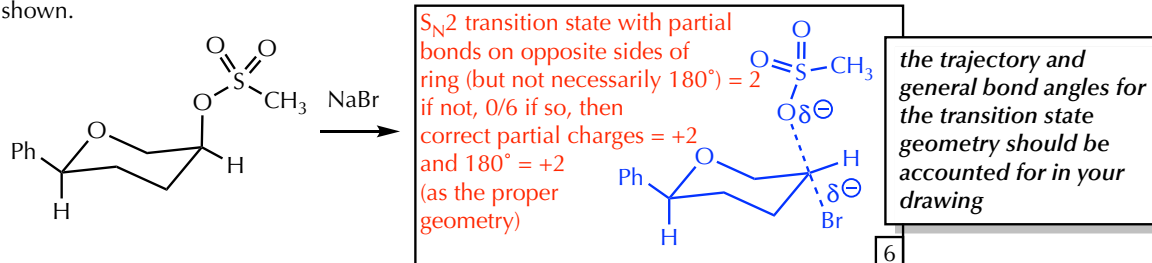 shown.
S_N2 transition state with partial
bonds on opposite sides of
ring (but not necessarily 180˚) = 2
if not, 0/6 if so, then
correct partial charges = +2
and 180˚ = +2
(as the proper
geometry)
the trajectory and
general bond angles for
the transition state
geometry should be
accounted for in your
drawing
O O
S
O CH3
NaBr
O
Ph
H
H
O
O S CH3
Oδ⊖
O H
Ph δ⊖
Br
H
6